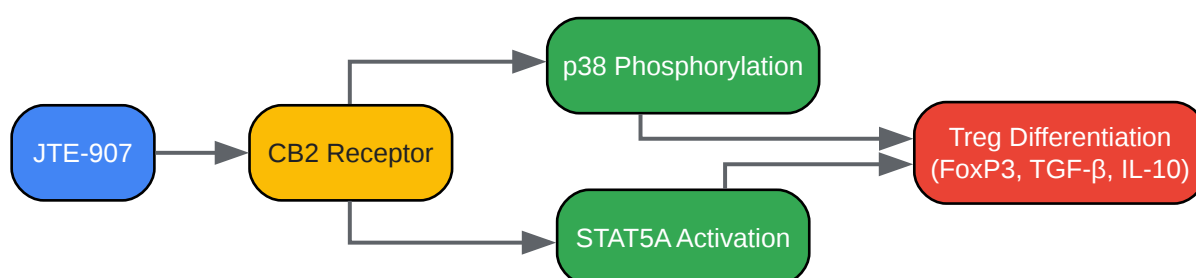 JTE-907
CB2 Receptor
p38 Phosphorylation
STAT5A Activation
Treg Differentiation
(FoxP3, TGF-β, IL-10)